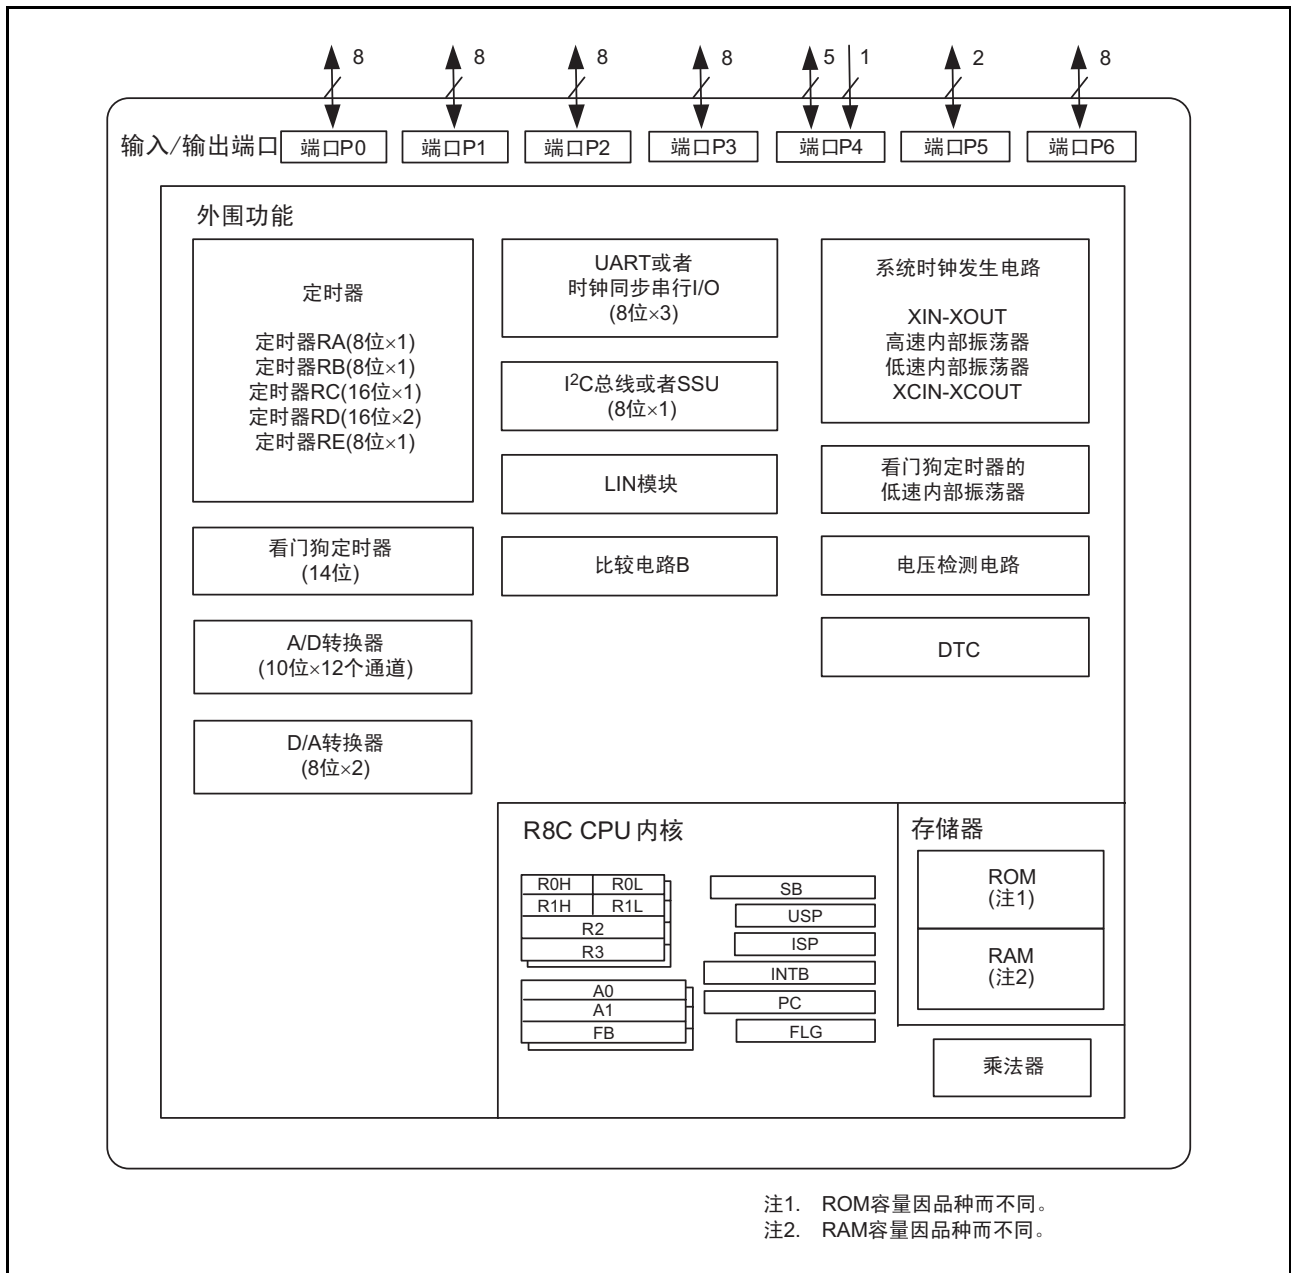 8 8 8 8 5 1 2 8
输入/输出端口 端口P0 端口P1 端口P2 端口P3 端口P4 端口P5 端口P6
外围功能
定时器
定时器RA(8位×1)
定时器RB(8位×1)
定时器RC(16位×1)
定时器RD(16位×2)
定时器RE(8位×1)
看门狗定时器
(14位)
A/D转换器
(10位×12个通道)
D/A转换器
(8位×2)
UART或者
时钟同步串行I/O
(8位×3)
I²C总线或者SSU
(8位×1)
LIN模块
比较电路B
系统时钟发生电路
XIN-XOUT
高速内部振荡器
低速内部振荡器
XCIN-XCOUT
看门狗定时器的
低速内部振荡器
电压检测电路
DTC
R8C CPU 内核
R0H R0L
R1H R1L
R2
R3
A0
A1
FB
SB
USP
ISP
INTB
PC
FLG
存储器
ROM
(注1)
RAM
(注2)
乘法器
注1. ROM容量因品种而不同。
注2. RAM容量因品种而不同。